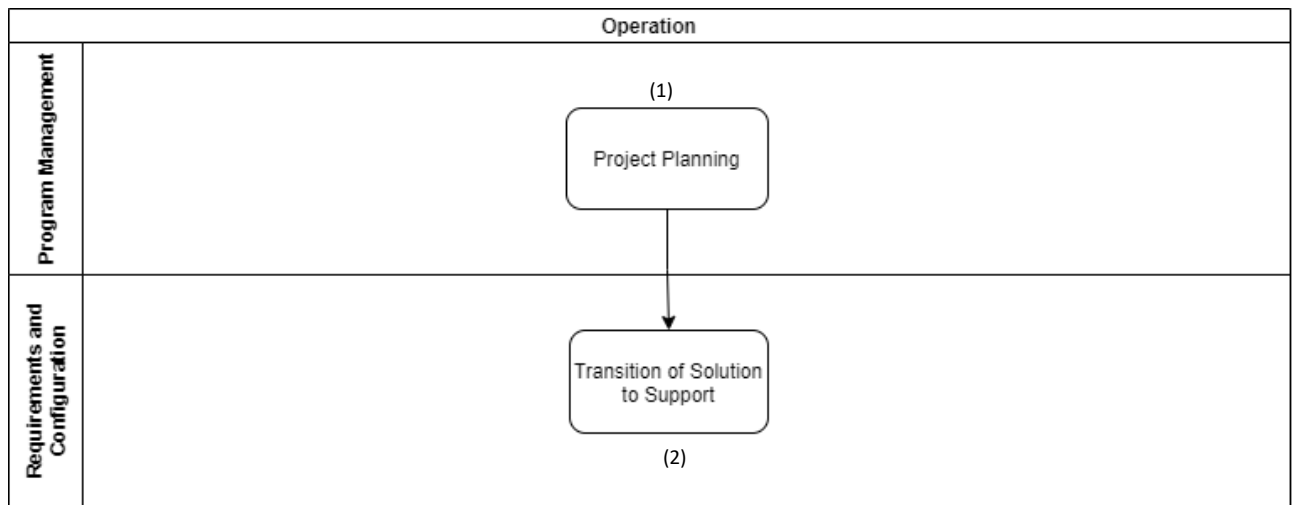 Operation
Program Management
(1)
Project Planning
Requirements and
Configuration
Transition of Solution
to Support
(2)